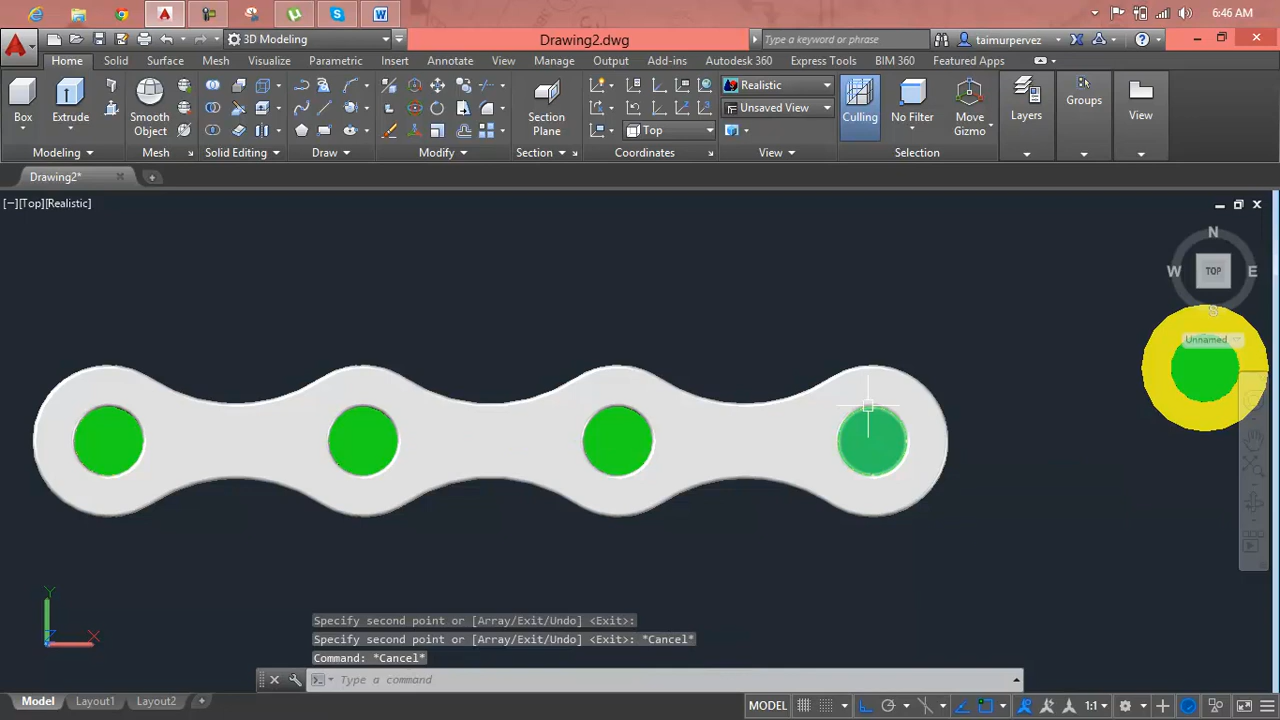 6:46 AM
3D Modeling
Drawing2.dwg
Type a keyword or phrase
taimurpervez
Home Solid Surface Mesh Visualize Parametric Insert Annotate View Manage Output Add-ins Autodesk 360 Express Tools BIM 360 Featured Apps
Box
Extrude
Smooth
Object
Section
Plane
Realistic
Unsaved View
Top
Culling
No Filter
Move
Gizmo
Layers
Groups
View
Modeling Mesh Solid Editing Draw Modify Section Coordinates View Selection
Drawing2*
[−][Top][Realistic]
N
W TOP E
S
Unnamed
Y
X
Z
Specify second point or [Array/Exit/Undo] <Exit>:
Specify second point or [Array/Exit/Undo] <Exit>: *Cancel*
Command: *Cancel*
Type a command
Model Layout1 Layout2 +
MODEL 1:1